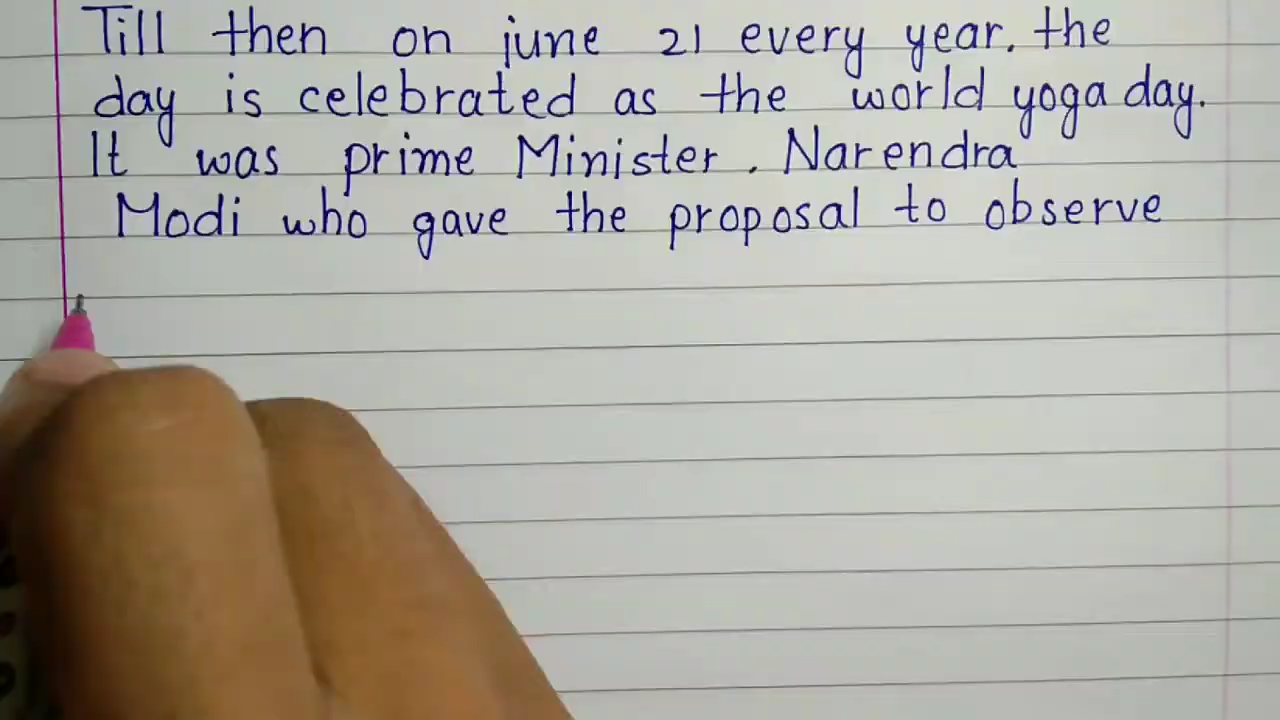 Till then on june 21 every year. the
day is celebrated as the world yoga day.
It was prime Minister . Narendra
Modi who gave the proposal to observe